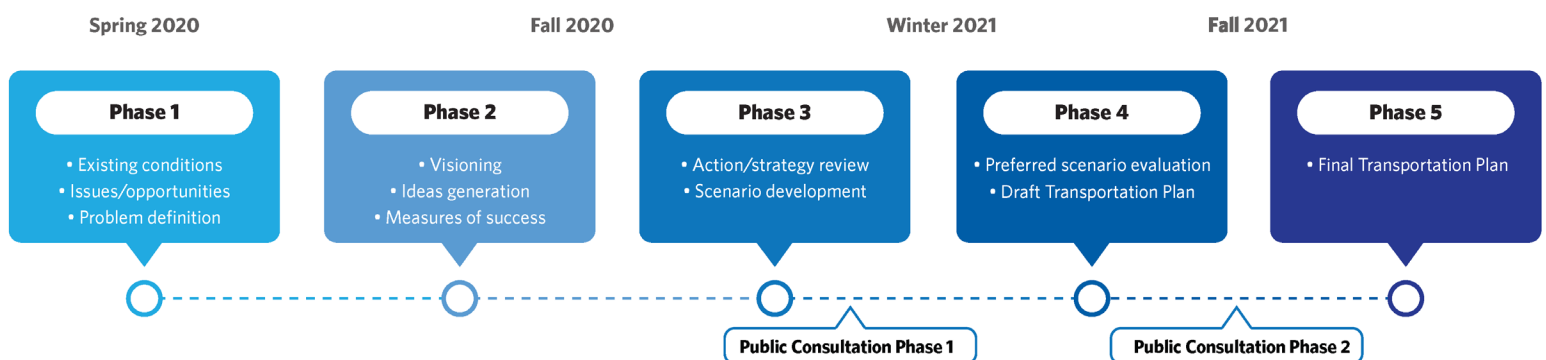 Spring 2020
Fall 2020
Winter 2021
Fall 2021
Phase 1
• Existing conditions
• Issues/opportunities
• Problem definition
Phase 2
• Visioning
• Ideas generation
• Measures of success
Phase 3
• Action/strategy review
• Scenario development
Phase 4
• Preferred scenario evaluation
• Draft Transportation Plan
Phase 5
• Final Transportation Plan
Public Consultation Phase 1
Public Consultation Phase 2